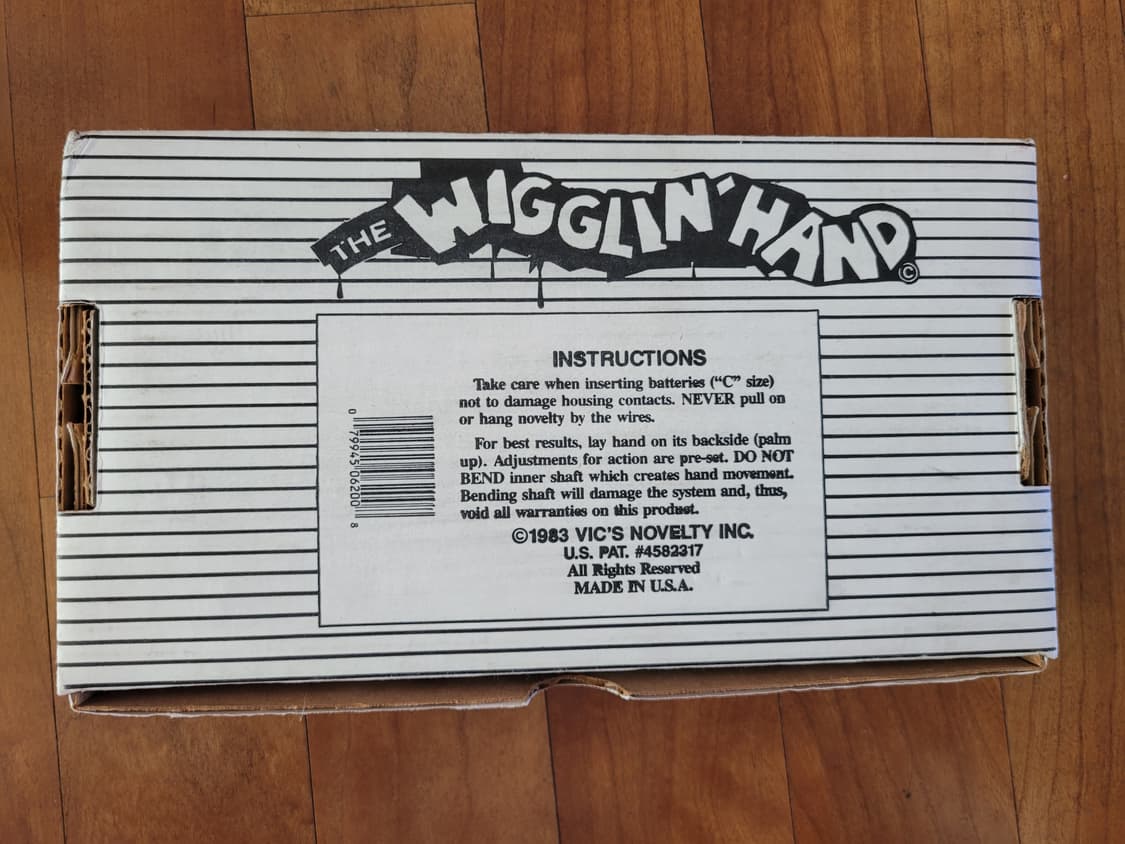 THE WIGGLIN' HAND ©
INSTRUCTIONS
Take care when inserting batteries (“C” size)
not to damage housing contacts. NEVER pull on
or hang novelty by the wires.
For best results, lay hand on its backside (palm
up). Adjustments for action are pre-set. DO NOT
BEND inner shaft which creates hand movement.
Bending shaft will damage the system and, thus,
void all warranties on this product.
©1983 VIC'S NOVELTY INC.
U.S. PAT. #4582317
All Rights Reserved
MADE IN U.S.A.
0 79945 06200 8